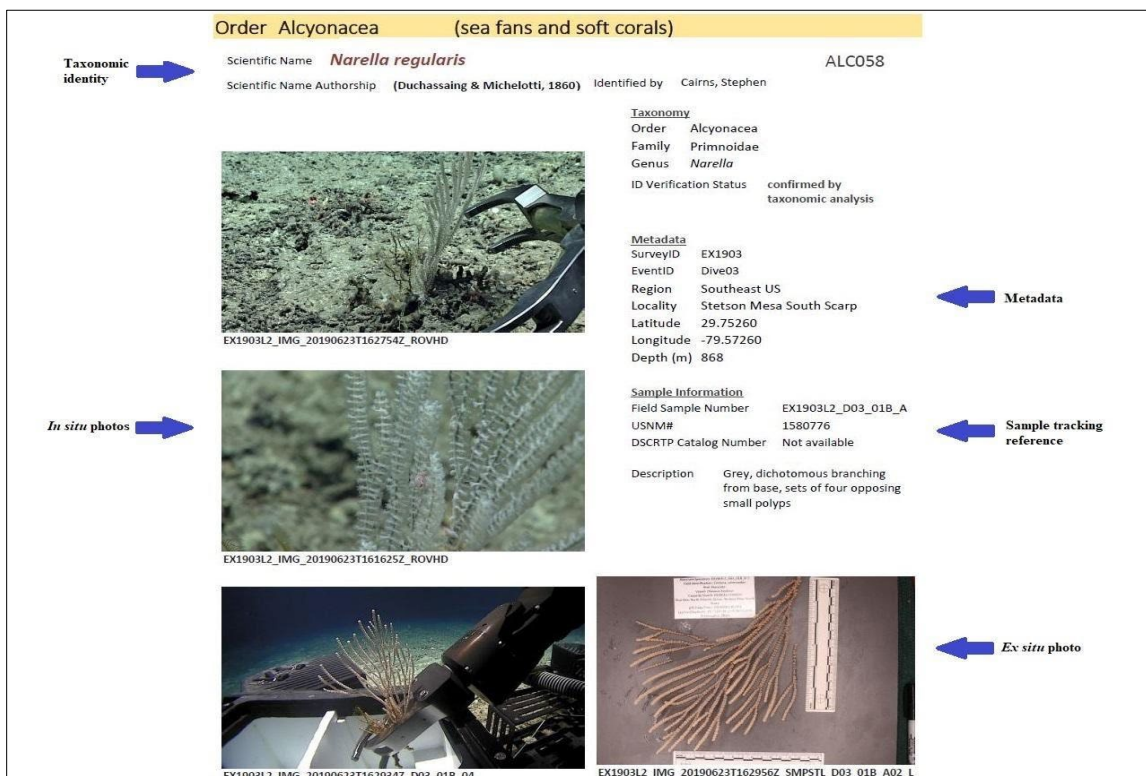 Order Alcyonacea (sea fans and soft corals)
Taxonomic identity
Scientific Name Narella regularis ALC058
Scientific Name Authorship (Duchassaing & Michelotti, 1860) Identified by Cairns, Stephen
Taxonomy
Order Alcyonacea
Family Primnoidae
Genus Narella
ID Verification Status confirmed by
taxonomic analysis
EX1903L2_IMG_20190623T162754Z_ROVHD
Metadata
SurveyID EX1903
EventID Dive03
Region Southeast US
Locality Stetson Mesa South Scarp
Latitude 29.75260
Longitude -79.57260
Depth (m) 868
Metadata
In situ photos
EX1903L2_IMG_20190623T161625Z_ROVHD
Sample Information
Field Sample Number EX1903L2_D03_01B_A
USNM# 1580776
DSCRTP Catalog Number Not available
Sample tracking
reference
Description Grey, dichotomous branching
from base, sets of four opposing
small polyps
Ex situ photo
EX1903L2_IMG_20190623T162934Z_D03_01B_04
EX1903L2_IMG_20190623T162956Z_SMPSTL_D03_01B_A02_L